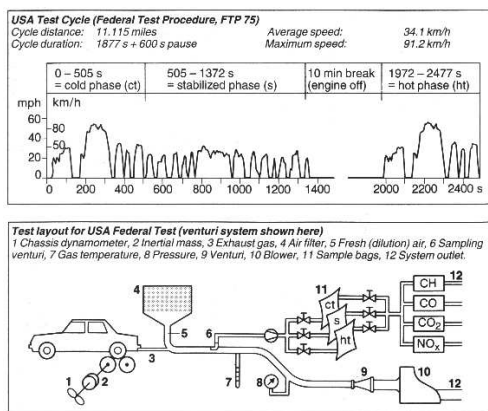 USA Test Cycle (Federal Test Procedure, FTP 75)
Cycle distance: 11.115 miles Average speed: 34.1 km/h
Cycle duration: 1877 s + 600 s pause Maximum speed: 91.2 km/h
0 – 505 s 505 – 1372 s 10 min break 1972 – 2477 s
= cold phase (ct) = stabilized phase (s) (engine off) = hot phase (ht)
mph km/h
60 80
40 50
20
0 0
200 400 600 800 1000 1200 1400 2000 2200 2400 s
Test layout for USA Federal Test (venturi system shown here)
1 Chassis dynamometer, 2 Inertial mass, 3 Exhaust gas, 4 Air filter, 5 Fresh (dilution) air, 6 Sampling
venturi, 7 Gas temperature, 8 Pressure, 9 Venturi, 10 Blower, 11 Sample bags, 12 System outlet.
4 11 12
ct CH
5 6 s CO
CO2
ht NOx
3 9 10
1 2 7 8 12